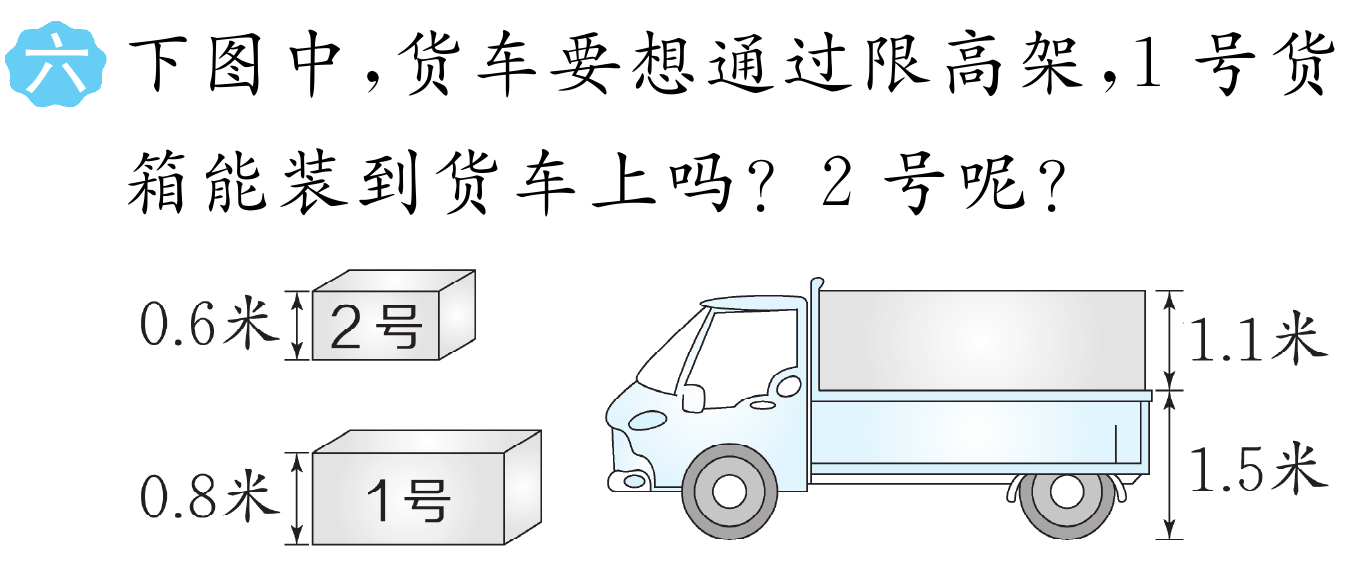 六 下图中,货车要想通过限高架,1 号货
箱能装到货车上吗? 2 号呢?
0.6米
2号
1.1米
0.8米
1号
1.5米